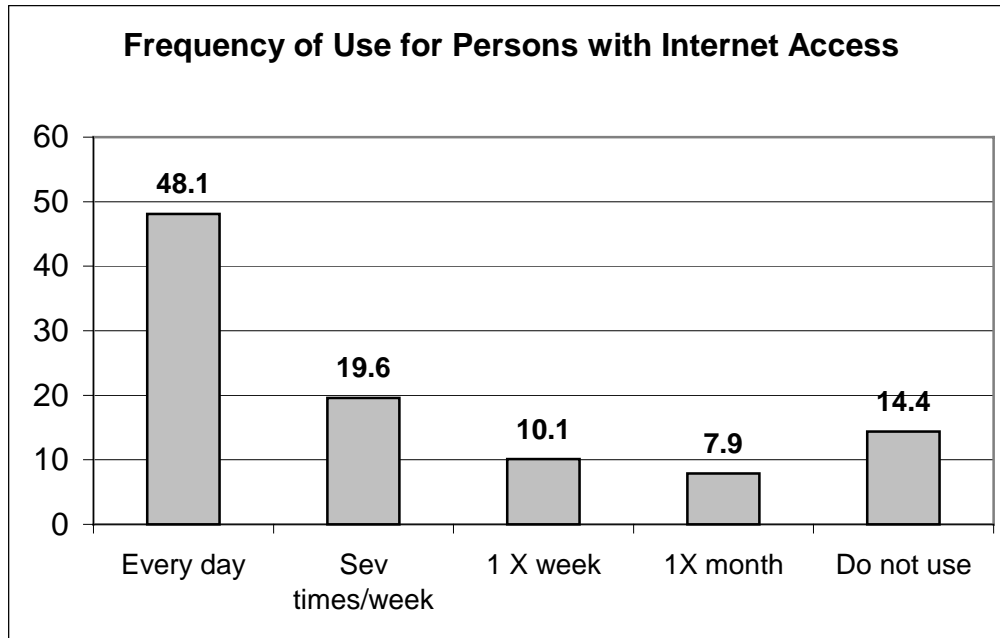 Frequency of Use for Persons with Internet Access
60
50
40
30
20
10
0
48.1
19.6
10.1
7.9
14.4
Every day
Sev
times/week
1 X week
1X month
Do not use